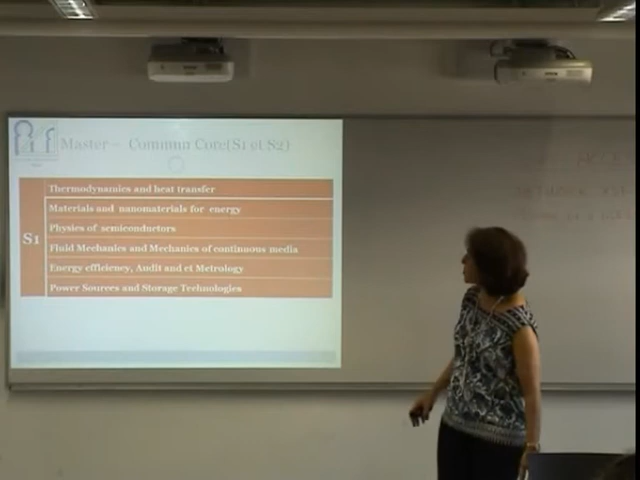 Master – Commun Core(S1 et S2)
S1
Thermodynamics and heat transfer
Materials and nanomaterials for energy
Physics of semiconductors
Fluid Mechanics and Mechanics of continuous media
Energy efficiency, Audit and et Metrology
Power Sources and Storage Technologies